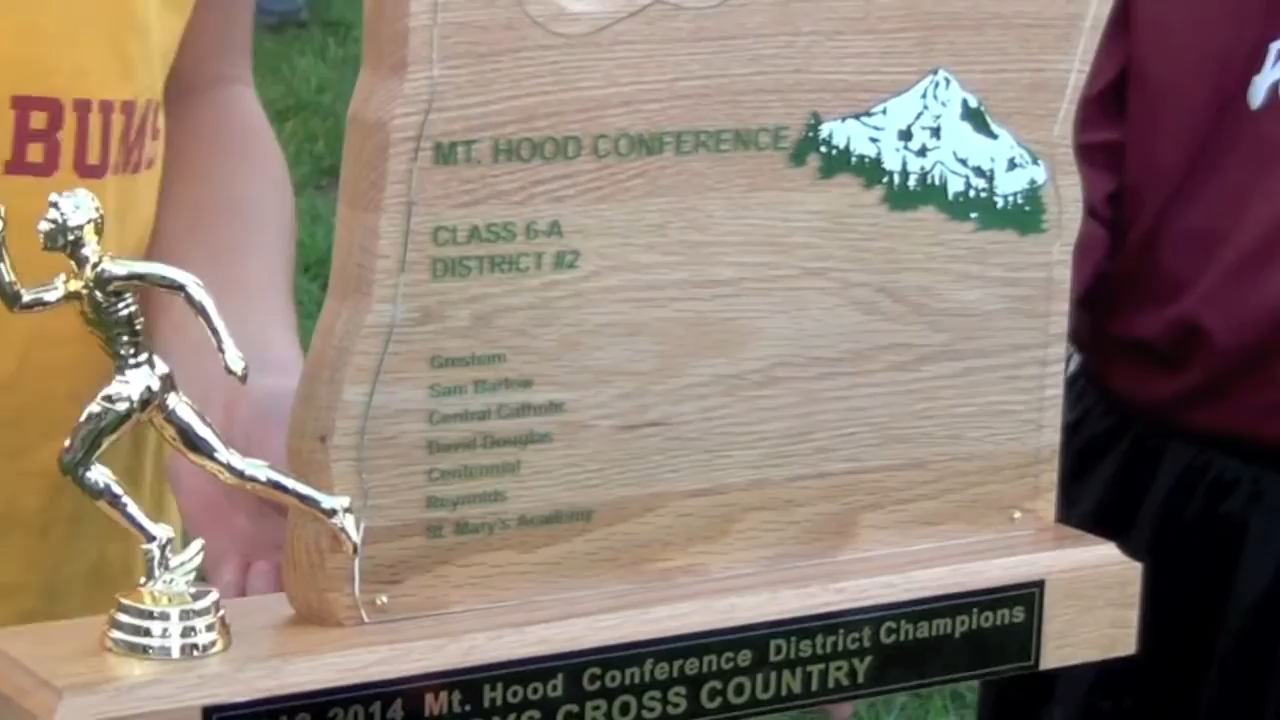 BUMS
MT. HOOD CONFERENCE
CLASS 6-A
DISTRICT #2
Gresham
Sam Barlow
Central Catholic
David Douglas
Centennial
Reynolds
St. Mary's Academy
2014 Mt. Hood Conference District Champions
CROSS COUNTRY